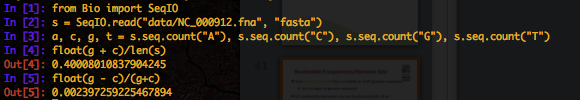 In [1]: from Bio import SeqIO
In [2]: s = SeqIO.read("data/NC_000912.fna", "fasta")
In [3]: a, c, g, t = s.seq.count("A"), s.seq.count("C"), s.seq.count("G"), s.seq.count("T")
In [4]: float(g + c)/len(s)
Out[4]: 0.40008010837904245
In [5]: float(g - c)/(g+c)
Out[5]: 0.002397259225467894